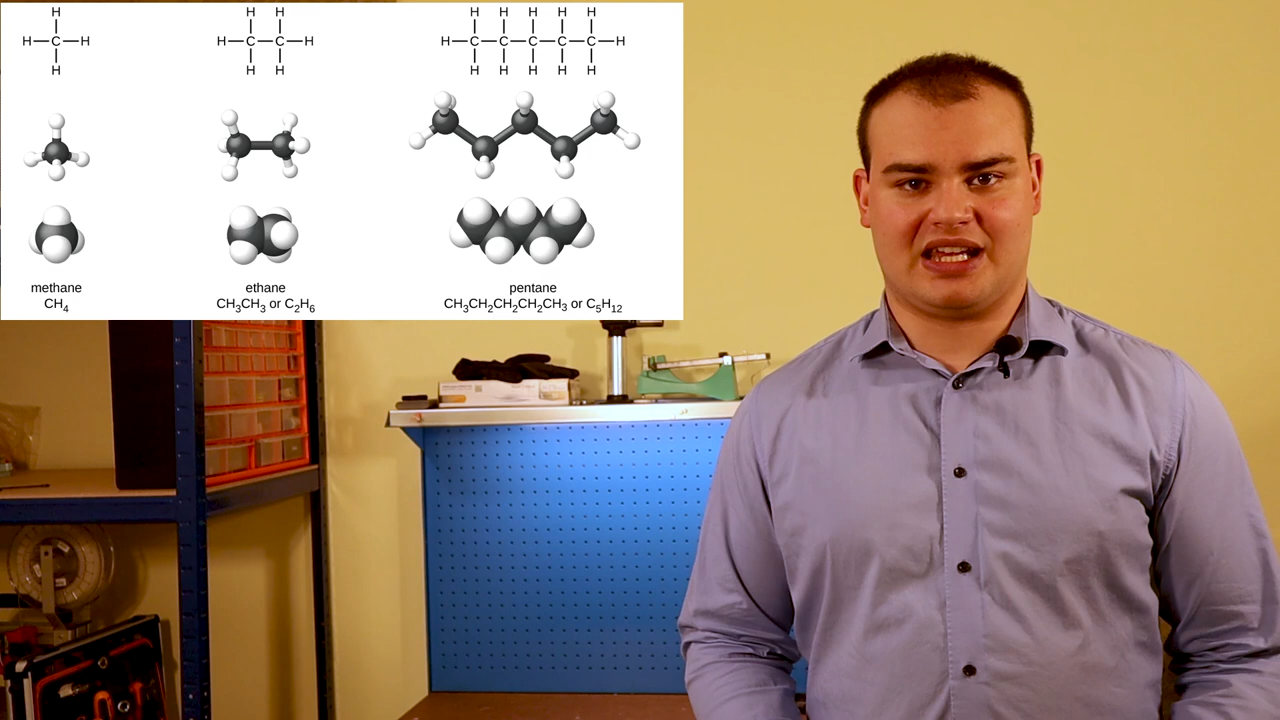 H H H H H H H H
H—C—H H—C—C—H H—C—C—C—C—C—H
H H H H H H H H
methane ethane pentane
CH₄ CH₃CH₃ or C₂H₆ CH₃CH₂CH₂CH₂CH₃ or C₅H₁₂